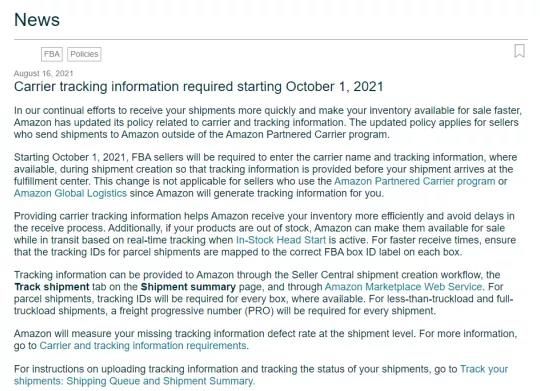 News
FBA Policies
August 16, 2021
Carrier tracking information required starting October 1, 2021
In our continual efforts to receive your shipments more quickly and make your inventory available for sale faster,
Amazon has updated its policy related to carrier and tracking information. The updated policy applies for sellers
who send shipments to Amazon outside of the Amazon Partnered Carrier program.
Starting October 1, 2021, FBA sellers will be required to enter the carrier name and tracking information, where
available, during shipment creation so that tracking information is provided before your shipment arrives at the
fulfillment center. This change is not applicable for sellers who use the Amazon Partnered Carrier program or
Amazon Global Logistics since Amazon will generate tracking information for you.
Providing carrier tracking information helps Amazon receive your inventory more efficiently and avoid delays in
the receive process. Additionally, if your products are out of stock, Amazon can make them available for sale
while in transit based on real-time tracking when In-Stock Head Start is active. For faster receive times, ensure
that the tracking IDs for parcel shipments are mapped to the correct FBA box ID label on each box.
Tracking information can be provided to Amazon through the Seller Central shipment creation workflow, the
Track shipment tab on the Shipment summary page, and through Amazon Marketplace Web Service. For
parcel shipments, tracking IDs will be required for every box, where available. For less-than-truckload and full-
truckload shipments, a freight progressive number (PRO) will be required for every shipment.
Amazon will measure your missing tracking information defect rate at the shipment level. For more information,
go to Carrier and tracking information requirements.
For instructions on uploading tracking information and tracking the status of your shipments, go to Track your
shipments: Shipping Queue and Shipment Summary.